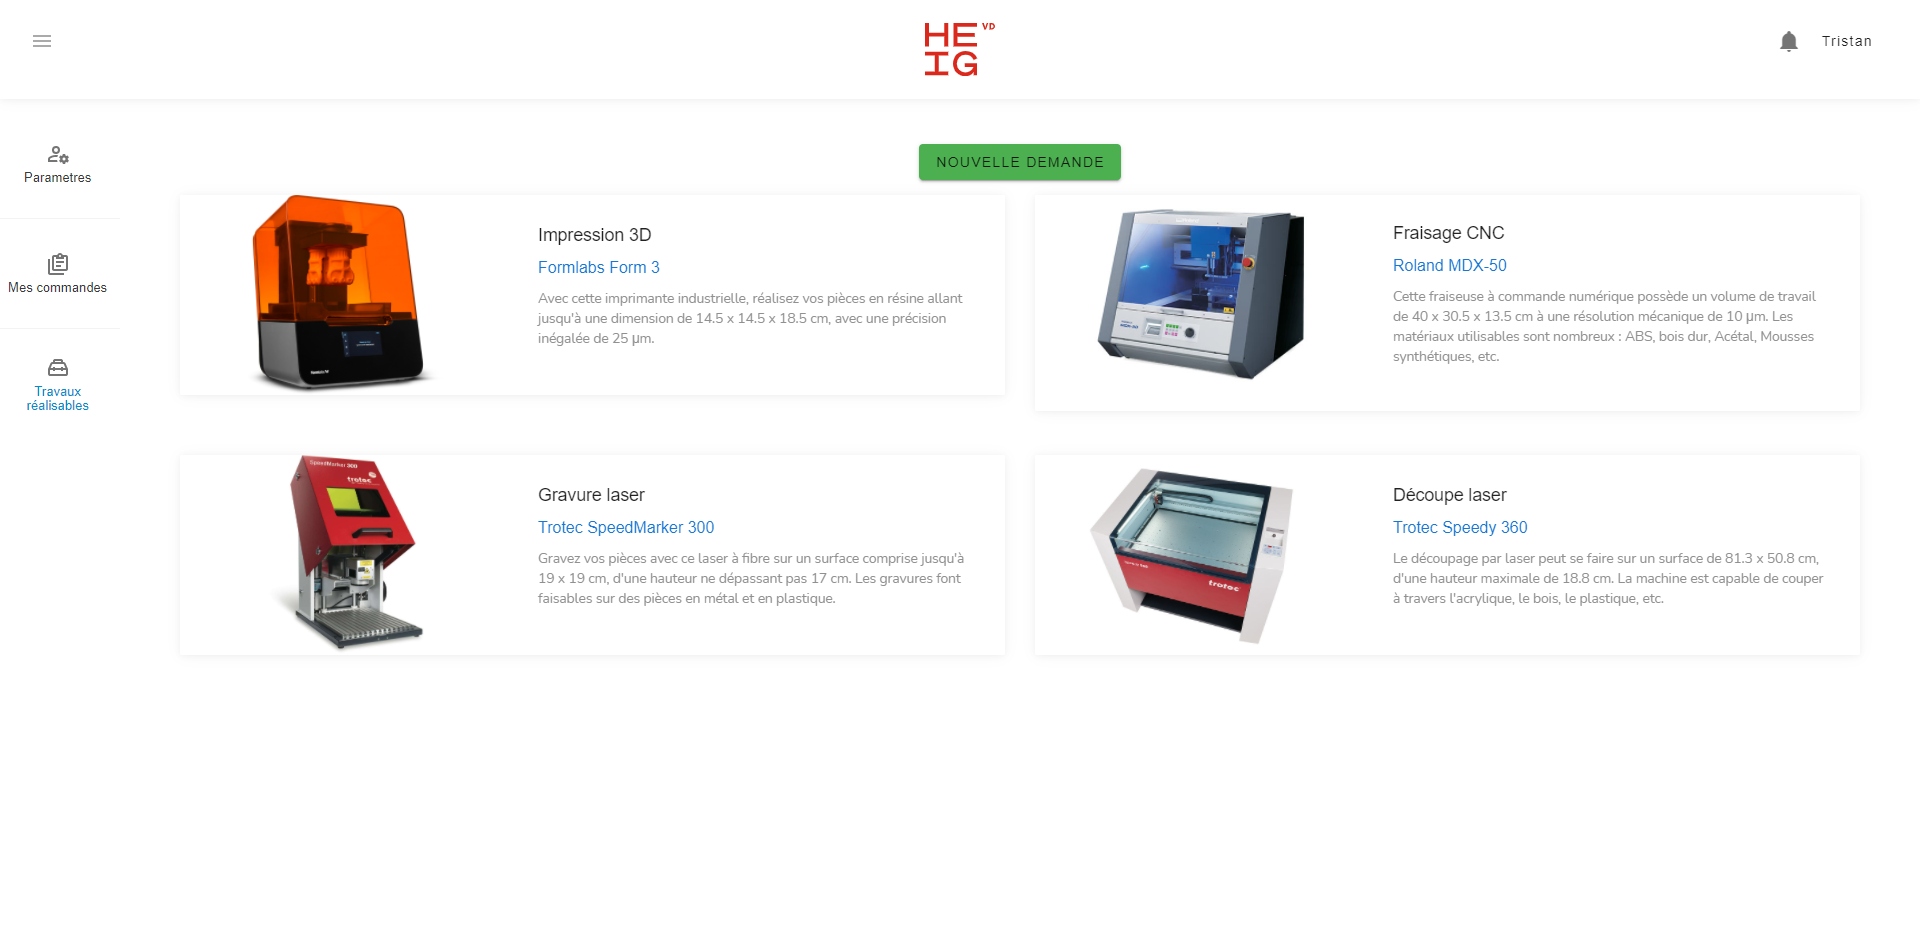 HE VD
IG
Tristan
Parametres
Mes commandes
Travaux
réalisables
NOUVELLE DEMANDE
Impression 3D
Formlabs Form 3
Avec cette imprimante industrielle, réalisez vos pièces en résine allant
jusqu'à une dimension de 14.5 x 14.5 x 18.5 cm, avec une précision
inégalée de 25 µm.
Fraisage CNC
Roland MDX-50
Cette fraiseuse à commande numérique possède un volume de travail
de 40 x 30.5 x 13.5 cm à une résolution mécanique de 10 µm. Les
matériaux utilisables sont nombreux : ABS, bois dur, Acétal, Mousses
synthétiques, etc.
SpeedMarker 300
trotec
Gravure laser
Trotec SpeedMarker 300
Gravez vos pièces avec ce laser à fibre sur un surface comprise jusqu'à
19 x 19 cm, d'une hauteur ne dépassant pas 17 cm. Les gravures font
faisables sur des pièces en métal et en plastique.
trotec
Découpe laser
Trotec Speedy 360
Le découpage par laser peut se faire sur un surface de 81.3 x 50.8 cm,
d'une hauteur maximale de 18.8 cm. La machine est capable de couper
à travers l'acrylique, le bois, le plastique, etc.